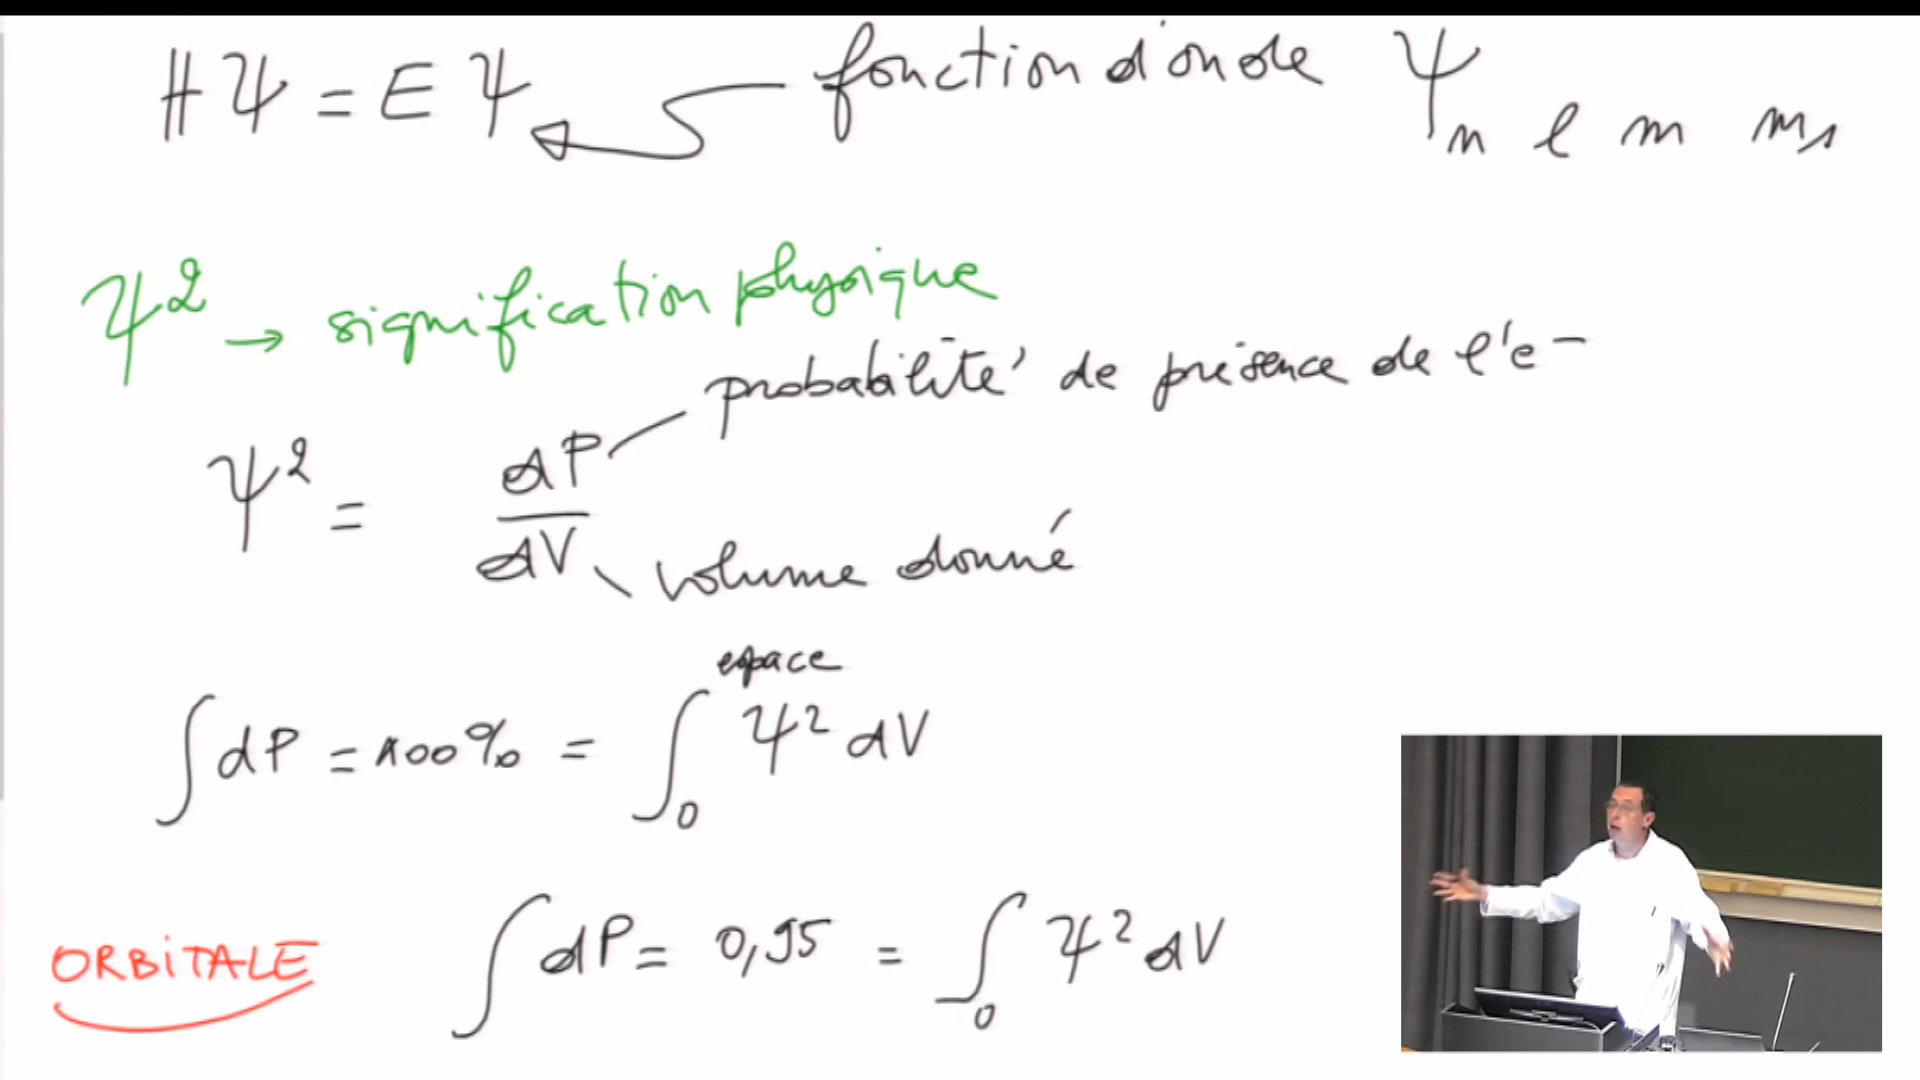 HΨ = EΨ fonction d'onde Ψ n l m ms
Ψ² → signification physique
probabilité de présence de l'e⁻
Ψ² = dP/dV
volume donné
∫dP = 100% = ∫₀^espace Ψ² dV
ORBITALE ∫dP = 0,95 = ∫₀ Ψ² dV